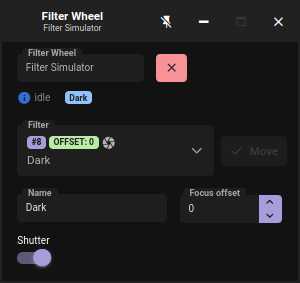 Filter Wheel
Filter Simulator
Filter Wheel
Filter Simulator
idle Dark
Filter
#8 OFFSET: 0
Dark
Move
Name
Dark
Focus offset
0
Shutter